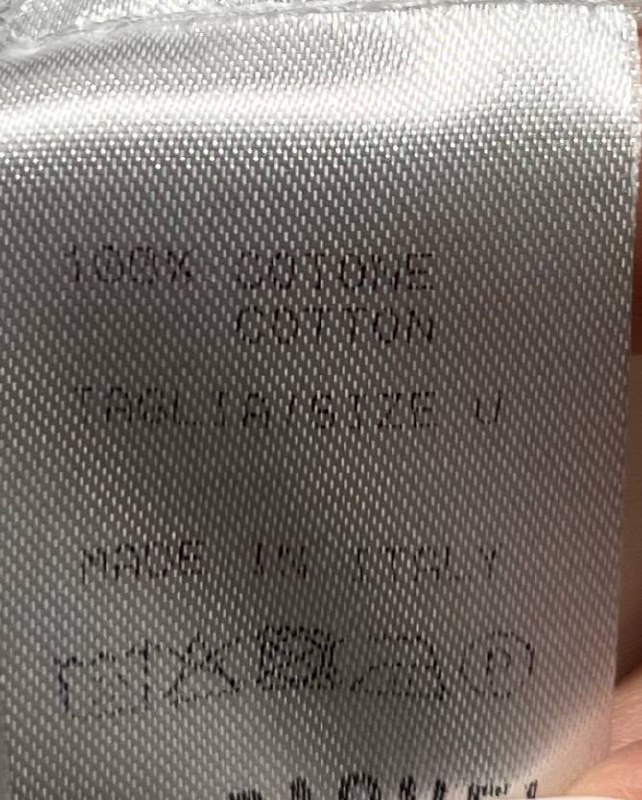 100% COTONE
COTTON
TAGLIA/SIZE U
MADE IN ITALY
P